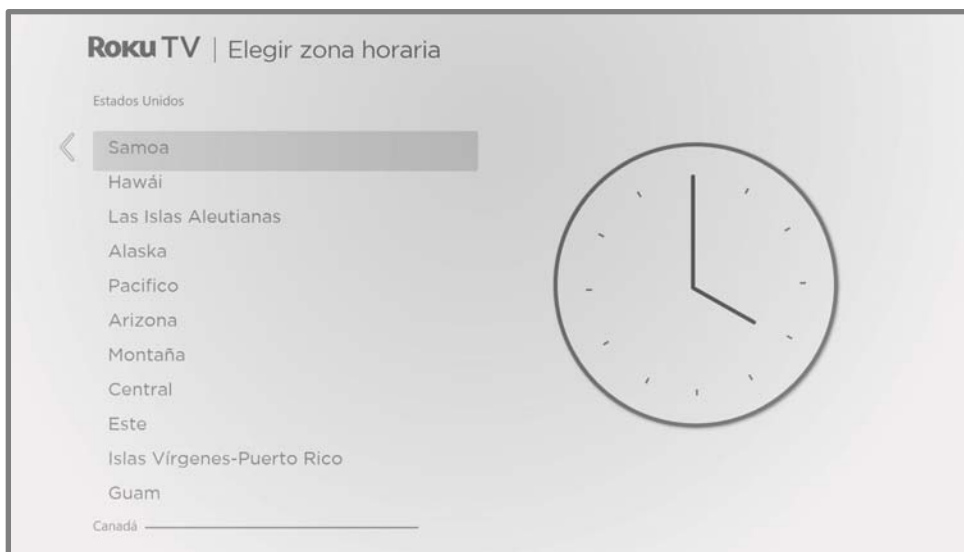 Roku TV | Elegir zona horaria
Estados Unidos
Samoa
Hawái
Las Islas Aleutianas
Alaska
Pacifico
Arizona
Montaña
Central
Este
Islas Vírgenes-Puerto Rico
Guam
Canadá